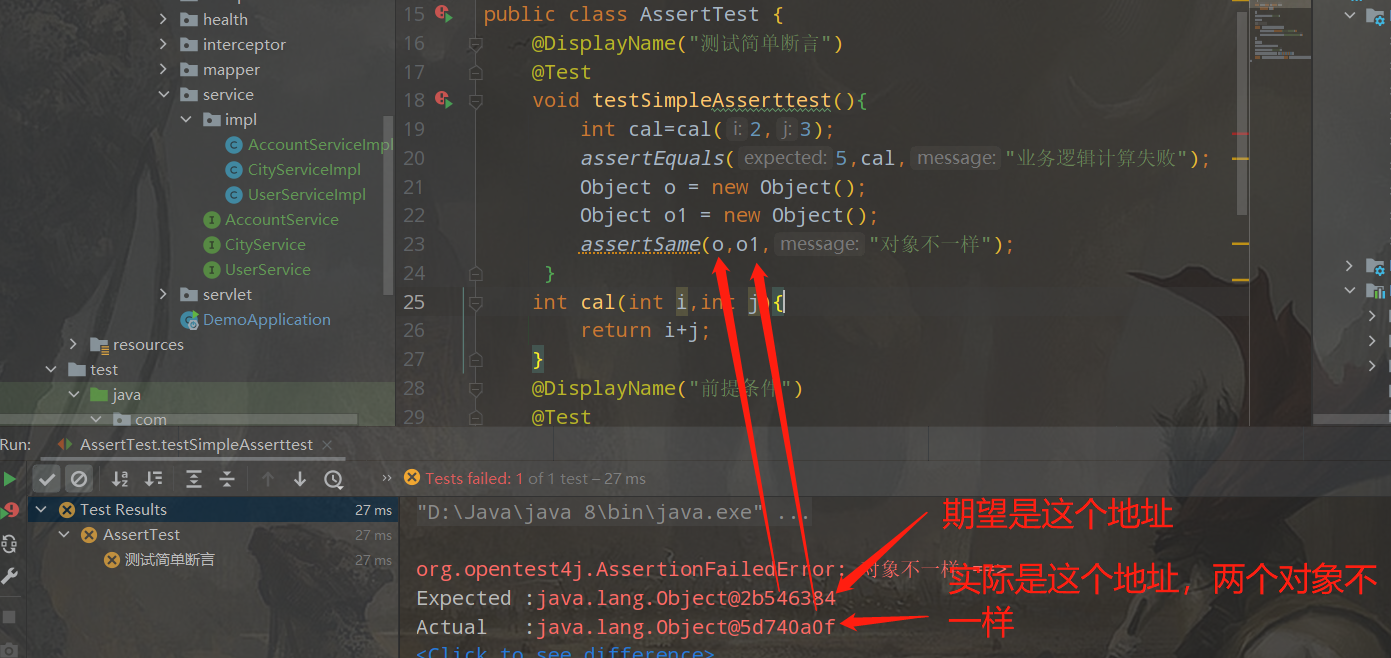 health
interceptor
mapper
service
impl
AccountServiceImpl
CityServiceImpl
UserServiceImpl
AccountService
CityService
UserService
servlet
DemoApplication
resources
test
java
com
15 public class AssertTest {
16 @DisplayName("测试简单断言")
17 @Test
18 void testSimpleAsserttest(){
19 int cal=cal( i: 2, j: 3);
20 assertEquals( expected: 5,cal, message: "业务逻辑计算失败");
21 Object o = new Object();
22 Object o1 = new Object();
23 assertSame(o,o1, message: "对象不一样");
24 }
25 int cal(int i,int j){
26 return i+j;
27 }
28 @DisplayName("前提条件")
29 @Test
Run: AssertTest.testSimpleAsserttest ×
» Tests failed: 1 of 1 test – 27 ms
Test Results 27 ms
AssertTest 27 ms
测试简单断言 27 ms
"D:\Java\java 8\bin\java.exe" ...
org.opentest4j.AssertionFailedError: 对象不一样 ==>
Expected :java.lang.Object@2b546384
Actual :java.lang.Object@5d740a0f
<Click to see difference>
期望是这个地址
实际是这个地址，两个对象不
一样